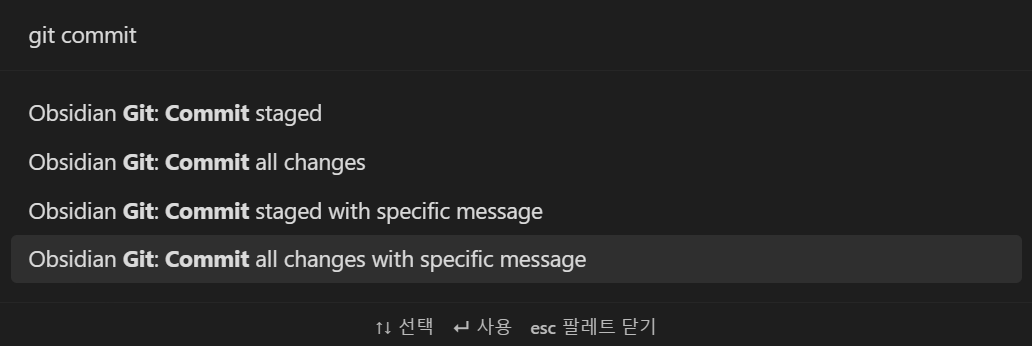 git commit
Obsidian Git: Commit staged
Obsidian Git: Commit all changes
Obsidian Git: Commit staged with specific message
Obsidian Git: Commit all changes with specific message
↑↓ 선택 ↵ 사용 esc 팔레트 닫기